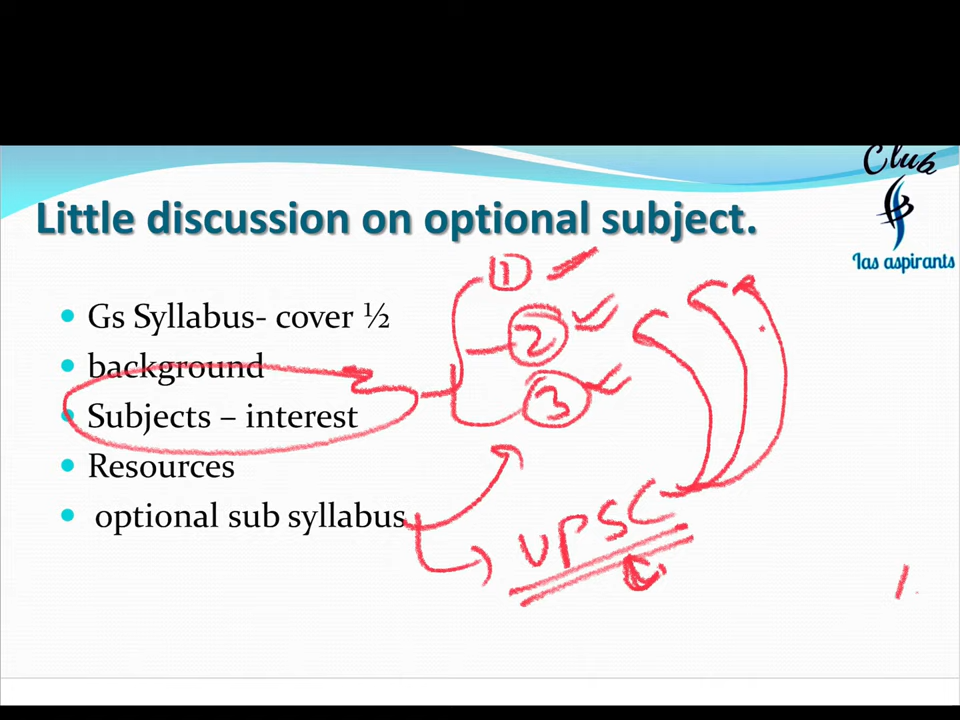 Club
Ias aspirants
Little discussion on optional subject.
Gs Syllabus- cover ½
background
Subjects – interest
Resources
optional sub syllabus
1
2
3
UPSC